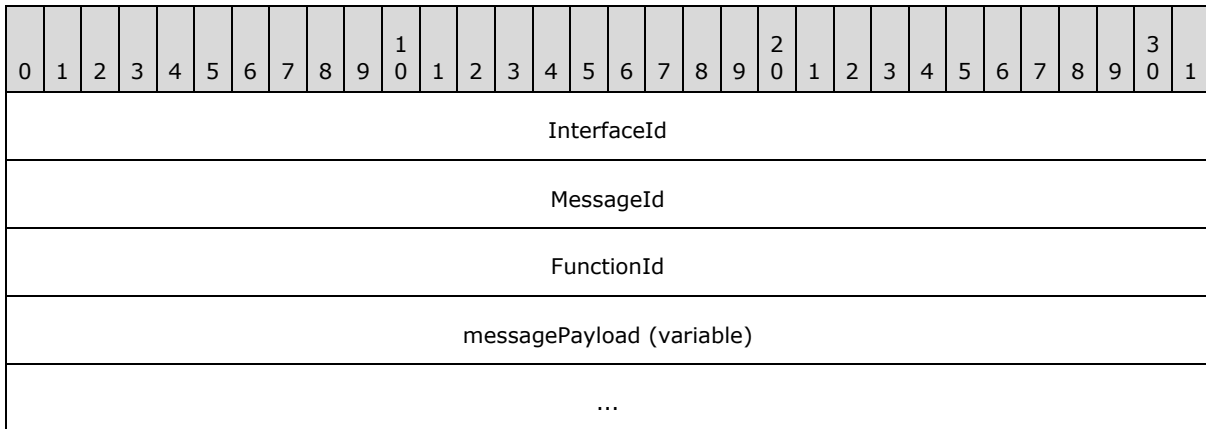 0 1 2 3 4 5 6 7 8 9 1 0 1 2 3 4 5 6 7 8 9 2 0 1 2 3 4 5 6 7 8 9 3 0 1
InterfaceId
MessageId
FunctionId
messagePayload (variable)
...